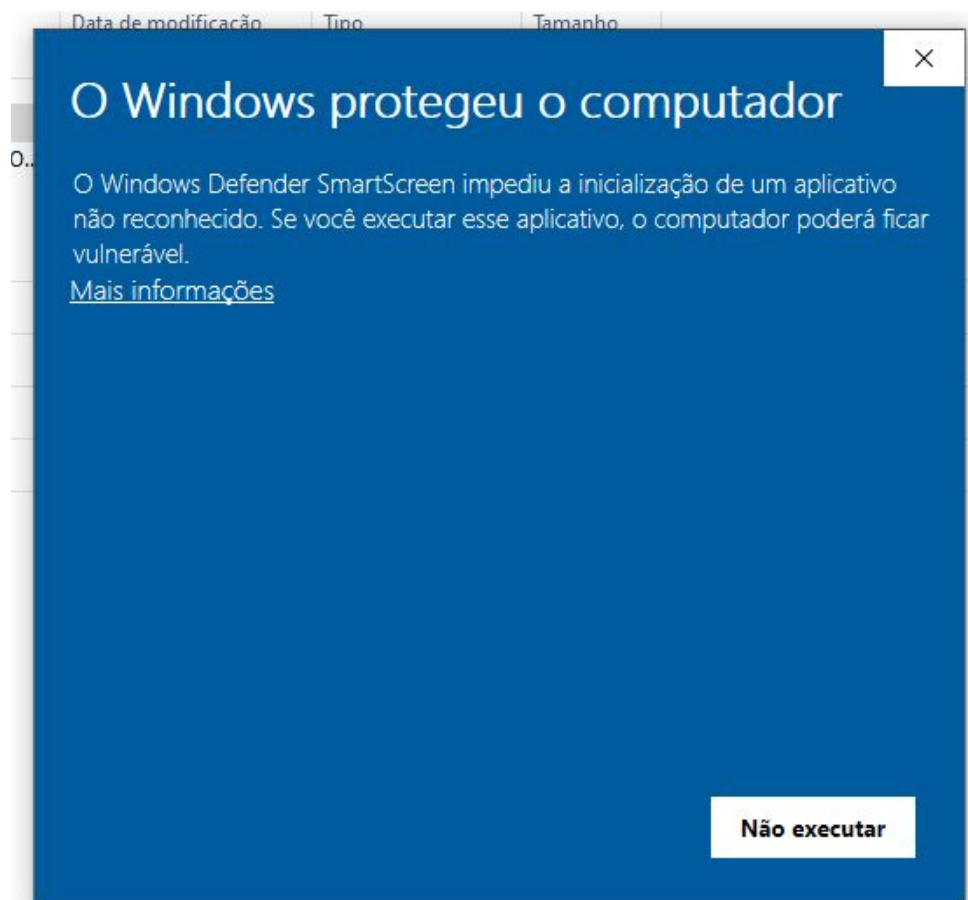 Data de modificação Tipo Tamanho
O Windows protegeu o computador
O...
O Windows Defender SmartScreen impediu a inicialização de um aplicativo
não reconhecido. Se você executar esse aplicativo, o computador poderá ficar
vulnerável.
Mais informações
Não executar